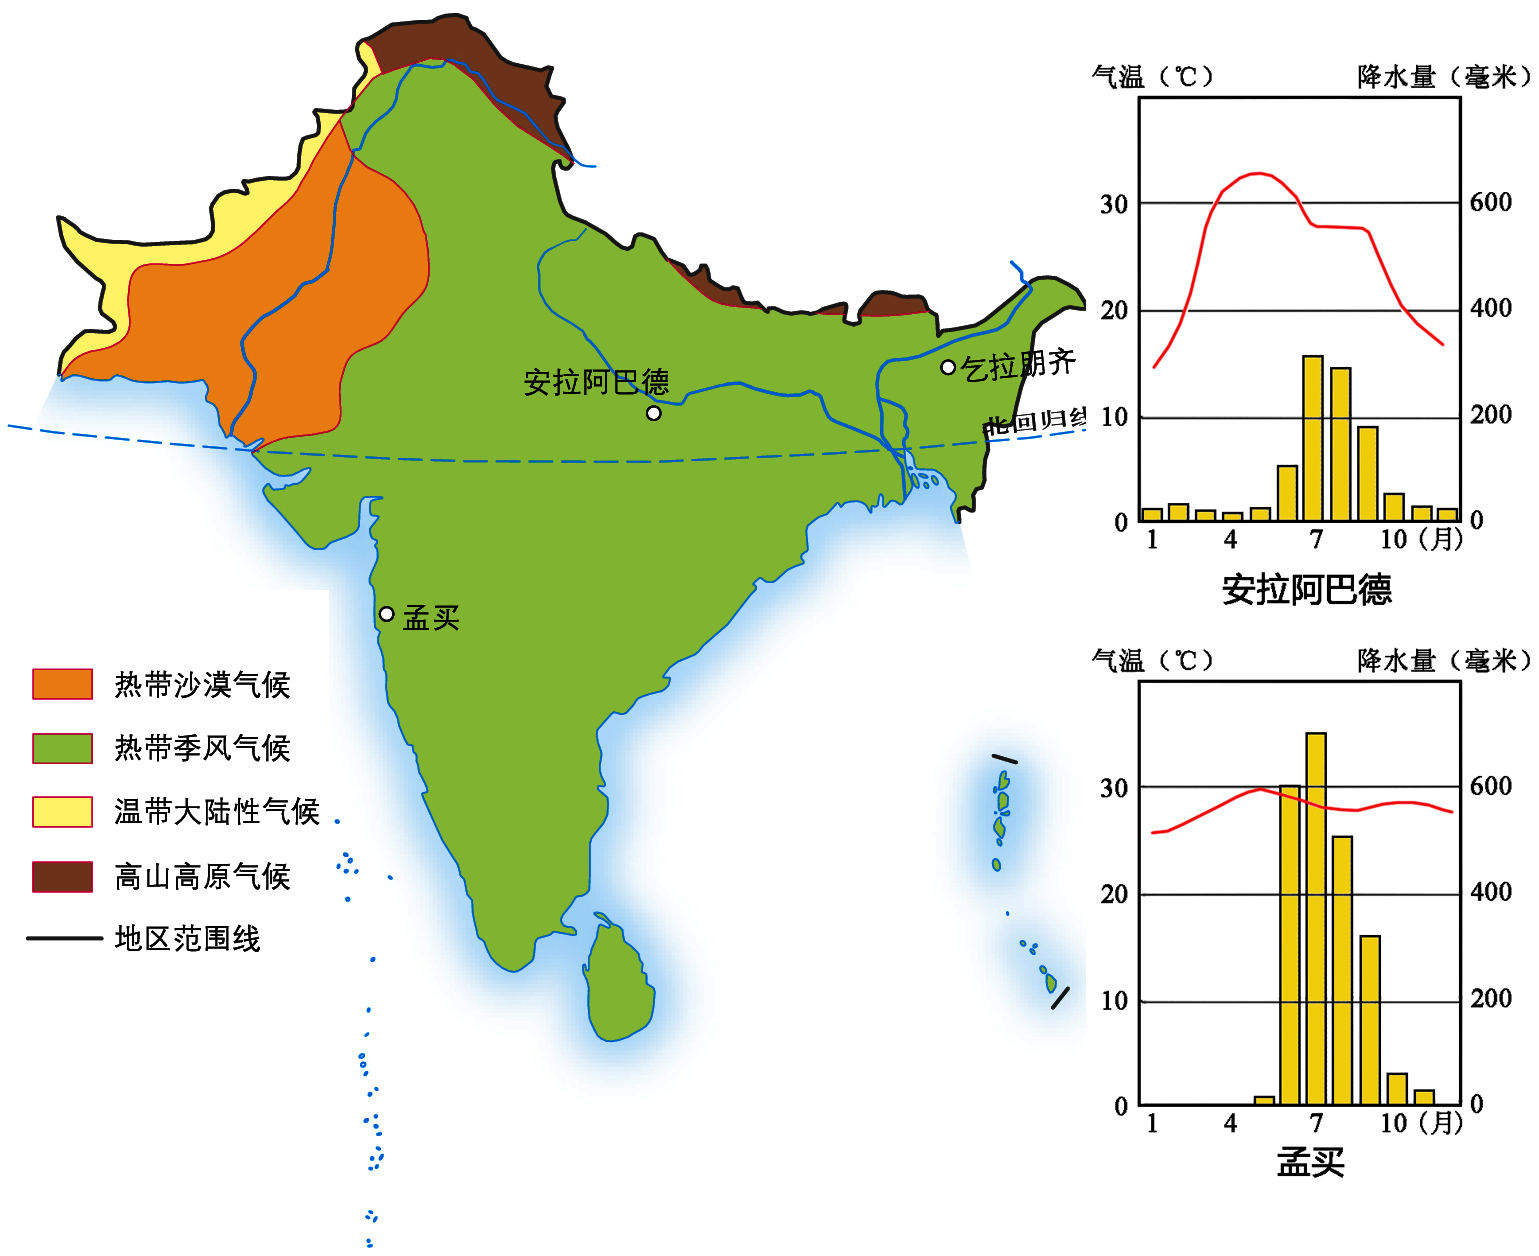 安拉阿巴德
乞拉朋齐
北回归线
孟买
热带沙漠气候
热带季风气候
温带大陆性气候
高山高原气候
地区范围线
气温（℃） 降水量（毫米）
30 600
20 400
10 200
0 0
1 4 7 10（月）
安拉阿巴德
气温（℃） 降水量（毫米）
30 600
20 400
10 200
0 0
1 4 7 10（月）
孟买